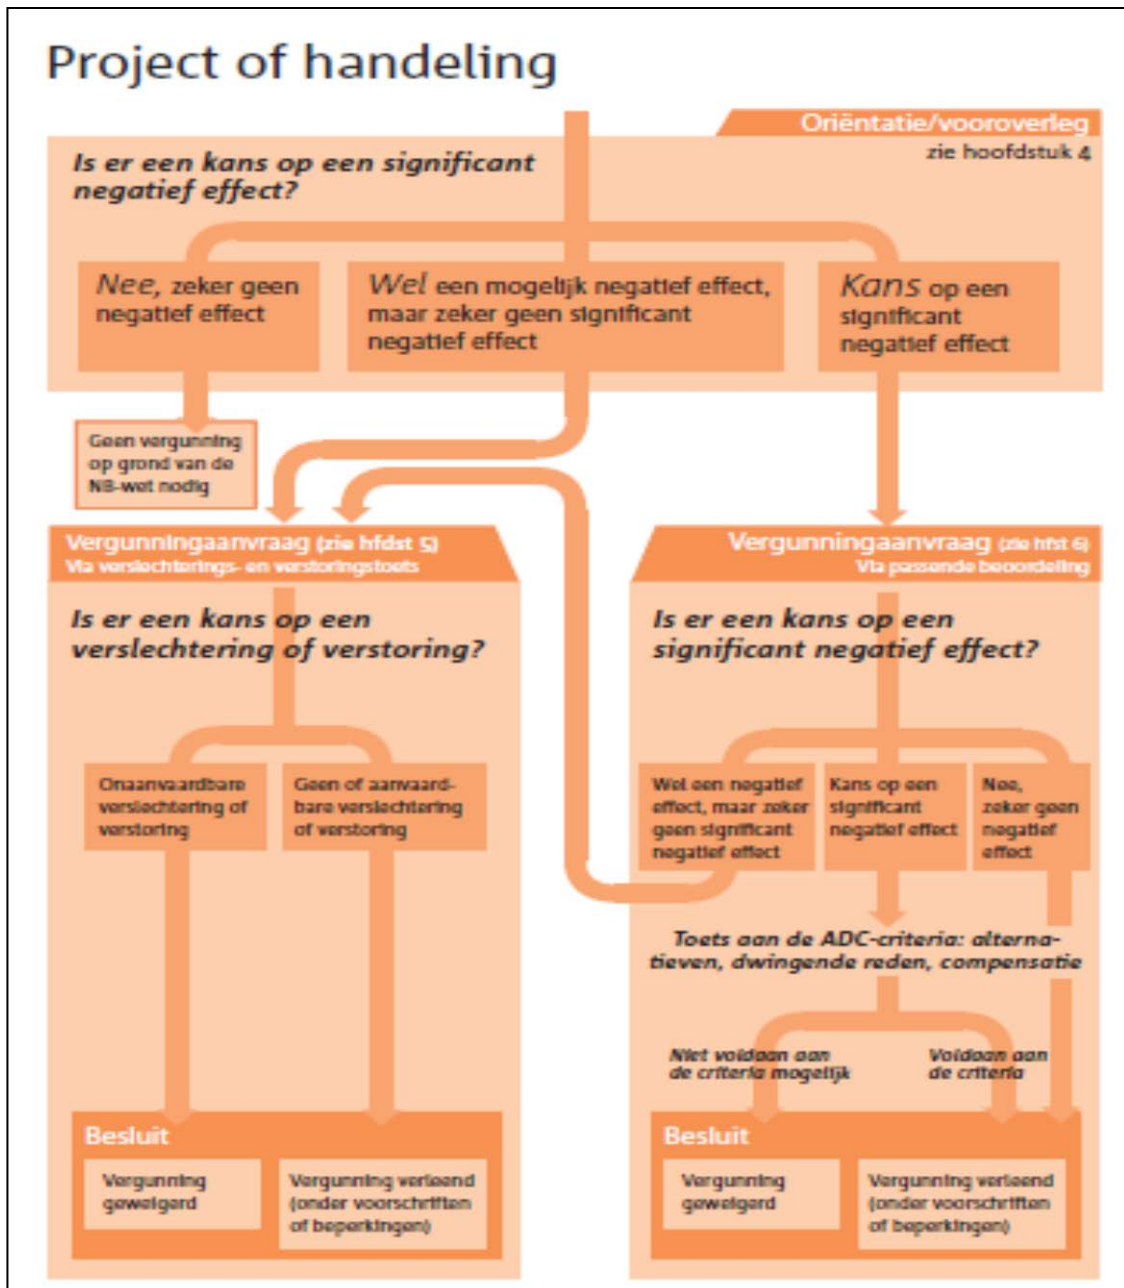 Project of handeling
Oriëntatie/vooroverleg
zie hoofdstuk 4
Is er een kans op een significant
negatief effect?
Nee, zeker geen
negatief effect
Wel een mogelijk negatief effect,
maar zeker geen significant
negatief effect
Kans op een
significant
negatief effect
Geen vergunning
op grond van de
NB-wet nodig
Vergunningaanvraag (zie hfdst 5)
Via verslechterings- en verstoringstoets
Is er een kans op een
verslechtering of verstoring?
Onaanvaardbare
verslechtering of
verstoring
Geen of aanvaard-
bare verslechtering
of verstoring
Besluit
Vergunning
geweigerd
Vergunning verleend
(onder voorschriften
of beperkingen)
Vergunningaanvraag (zie hfst 6)
Via passende beoordeling
Is er een kans op een
significant negatief effect?
Wel een negatief
effect, maar zeker
geen significant
negatief effect
Kans op een
significant
negatief effect
Nee,
zeker geen
negatief
effect
Toets aan de ADC-criteria: alterna-
tieven, dwingende reden, compensatie
Niet voldaan aan
de criteria mogelijk
Voldaan aan
de criteria
Besluit
Vergunning
geweigerd
Vergunning verleend
(onder voorschriften
of beperkingen)